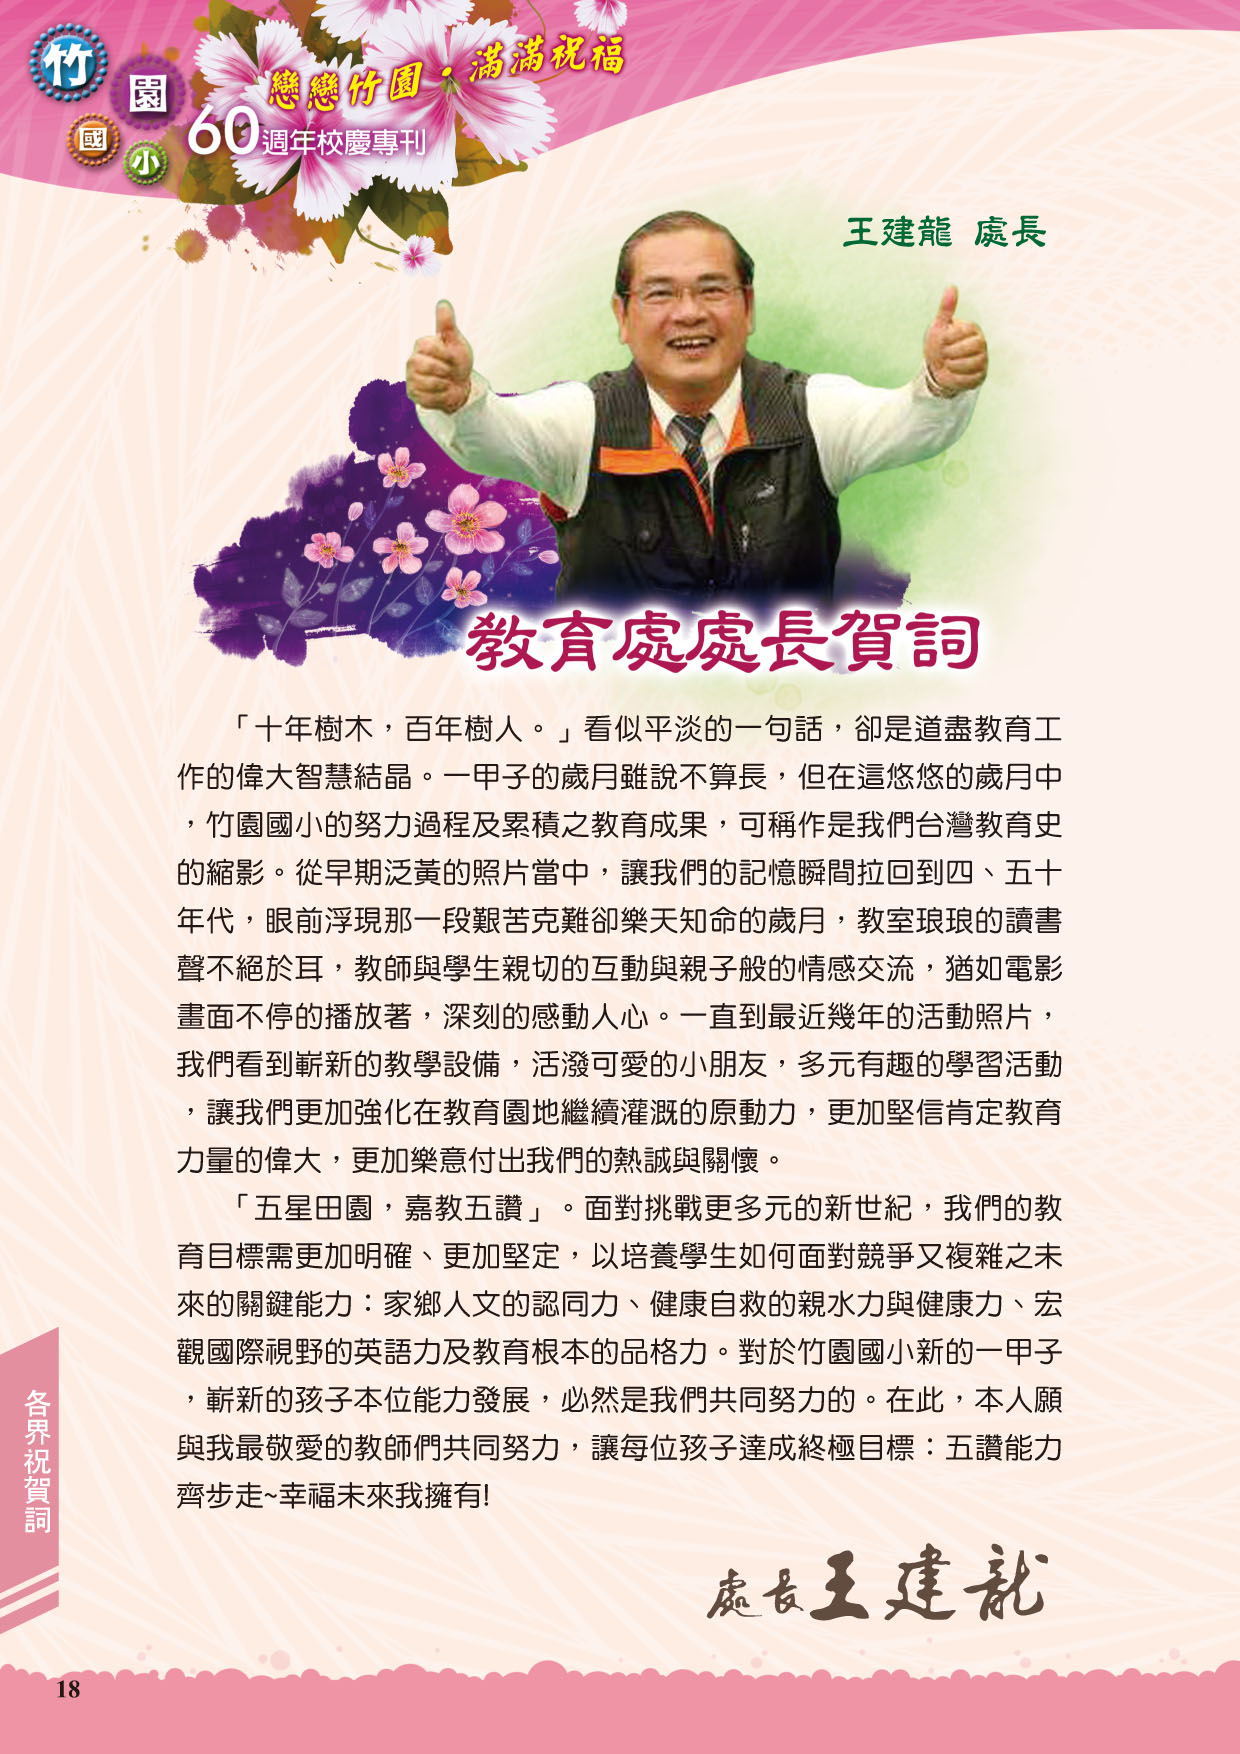 竹園國小
戀戀竹園·滿滿祝福
60週年校慶專刊
王建龍 處長
教育處處長賀詞
「十年樹木，百年樹人。」看似平淡的一句話，卻是道盡教育工
作的偉大智慧結晶。一甲子的歲月雖說不算長，但在這悠悠的歲月中
，竹園國小的努力過程及累積之教育成果，可稱作是我們台灣教育史
的縮影。從早期泛黃的照片當中，讓我們的記憶瞬間拉回到四、五十
年代，眼前浮現那一段艱苦克難卻樂天知命的歲月，教室琅琅的讀書
聲不絕於耳，教師與學生親切的互動與親子般的情感交流，猶如電影
畫面不停的播放著，深刻的感動人心。一直到最近幾年的活動照片，
我們看到嶄新的教學設備，活潑可愛的小朋友，多元有趣的學習活動
，讓我們更加強化在教育園地繼續灌溉的原動力，更加堅信肯定教育
力量的偉大，更加樂意付出我們的熱誠與關懷。
「五星田園，嘉教五讚」。面對挑戰更多元的新世紀，我們的教
育目標需更加明確、更加堅定，以培養學生如何面對競爭又複雜之未
來的關鍵能力：家鄉人文的認同力、健康自救的親水力與健康力、宏
觀國際視野的英語力及教育根本的品格力。對於竹園國小新的一甲子
，嶄新的孩子本位能力發展，必然是我們共同努力的。在此，本人願
與我最敬愛的教師們共同努力，讓每位孩子達成終極目標：五讚能力
齊步走~幸福未來我擁有!
處長王建龍
各界祝賀詞
18